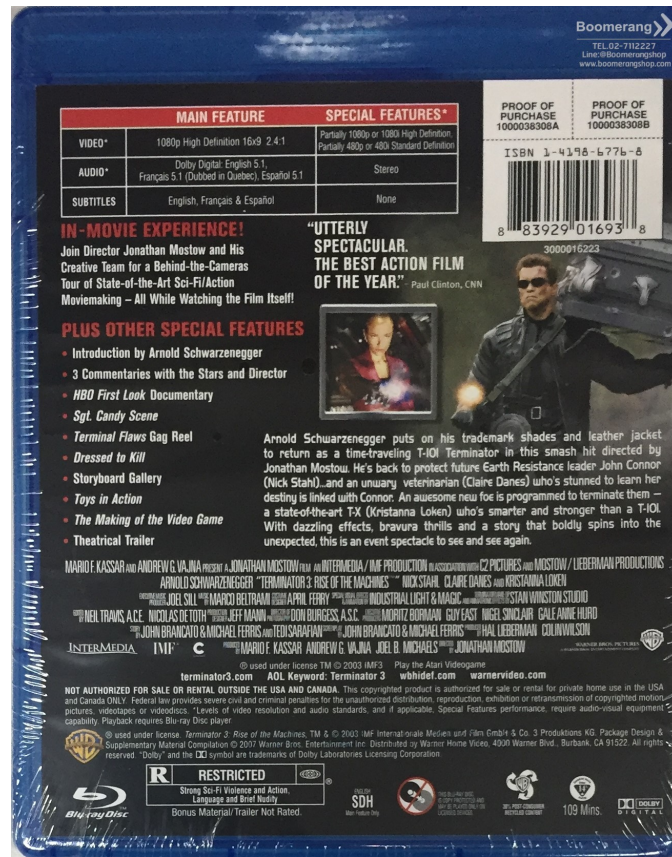 Boomerang
TEL.02-7112227
Line:@Boomerangshop
www.boomerangshop.com
PROOF OF PURCHASE 1000038308A
PROOF OF PURCHASE 1000038308B
ISBN 1-4198-6776-8
8 83929 01693 8
3000016223
MAIN FEATURE SPECIAL FEATURES*
VIDEO* 1080p High Definition 16x9 2.4:1 Partially 1080p or 1080i High Definition, Partially 480p or 480i Standard Definition
AUDIO* Dolby Digital: English 5.1, Français 5.1 (Dubbed in Quebec), Español 5.1 Stereo
SUBTITLES English, Français & Español None
IN-MOVIE EXPERIENCE!
Join Director Jonathan Mostow and His
Creative Team for a Behind-the-Cameras
Tour of State-of-the-Art Sci-Fi/Action
Moviemaking – All While Watching the Film Itself!
"UTTERLY
SPECTACULAR.
THE BEST ACTION FILM
OF THE YEAR." - Paul Clinton, CNN
PLUS OTHER SPECIAL FEATURES
• Introduction by Arnold Schwarzenegger
• 3 Commentaries with the Stars and Director
• HBO First Look Documentary
• Sgt. Candy Scene
• Terminal Flaws Gag Reel
• Dressed to Kill
• Storyboard Gallery
• Toys in Action
• The Making of the Video Game
• Theatrical Trailer
Arnold Schwarzenegger puts on his trademark shades and leather jacket
to return as a time-traveling T-101 Terminator in this smash hit directed by
Jonathan Mostow. He's back to protect future Earth Resistance leader John Connor
(Nick Stahl)...and an unwary veterinarian (Claire Danes) who's stunned to learn her
destiny is linked with Connor. An awesome new foe is programmed to terminate them –
a state-of-the-art T-X (Kristanna Loken) who's smarter and stronger than a T-101.
With dazzling effects, bravura thrills and a story that boldly spins into the
unexpected, this is an event spectacle to see and see again.
MARIO F. KASSAR AND ANDREW G. VAJNA PRESENT A JONATHAN MOSTOW FILM AN INTERMEDIA / IMF PRODUCTION IN ASSOCIATION WITH C2 PICTURES AND MOSTOW / LIEBERMAN PRODUCTIONS
ARNOLD SCHWARZENEGGER "TERMINATOR 3: RISE OF THE MACHINES" NICK STAHL CLAIRE DANES AND KRISTANNA LOKEN
JOEL SILL MARCO BELTRAMI APRIL FERRY INDUSTRIAL LIGHT & MAGIC STAN WINSTON STUDIO
NEIL TRAVIS, A.C.E. NICOLAS DE TOTH JEFF MANN DON BURGESS, A.S.C. MORITZ BORMAN GUY EAST NIGEL SINCLAIR GALE ANNE HURD
JOHN BRANCATO & MICHAEL FERRIS AND TEDI SARAFIAN JOHN BRANCATO & MICHAEL FERRIS HAL LIEBERMAN COLIN WILSON
MARIO F. KASSAR ANDREW G. VAJNA JOEL B. MICHAELS JONATHAN MOSTOW
INTERMEDIA IMF C WARNER BROS. PICTURES
® used under license TM © 2003 IMF3 Play the Atari Videogame
terminator3.com AOL Keyword: Terminator 3 wbhidef.com warnervideo.com
NOT AUTHORIZED FOR SALE OR RENTAL OUTSIDE THE USA AND CANADA. This copyrighted product is authorized for sale or rental for private home use in the USA
and Canada ONLY. Federal law provides severe civil and criminal penalties for the unauthorized distribution, reproduction, exhibition or retransmission of copyrighted motion
pictures, videotapes or videodiscs. *Levels of video resolution and audio standards, and if applicable, Special Features performance, require audio-visual equipment
capability. Playback requires Blu-ray Disc player
WB ® used under license. Terminator 3: Rise of the Machines, TM & © 2003 IMF Internationale Medien und Film GmbH & Co. 3 Produktions KG. Package Design &
Supplementary Material Compilation © 2007 Warner Bros. Entertainment Inc. Distributed by Warner Home Video, 4000 Warner Blvd., Burbank, CA 91522. All rights
reserved. "Dolby" and the DD symbol are trademarks of Dolby Laboratories Licensing Corporation.
Blu-ray Disc
R RESTRICTED ®
Strong Sci-Fi Violence and Action,
Language and Brief Nudity
Bonus Material/Trailer Not Rated.
ENGLISH
SDH
Main Feature Only
THIS BLU-RAY DISC
IS COPY PROTECTED AND
MAY BE PLAYED ONLY ON
LICENSED DEVICES.
30% POST-CONSUMER
RECYCLED CONTENT
109 Mins.
DOLBY
DIGITAL